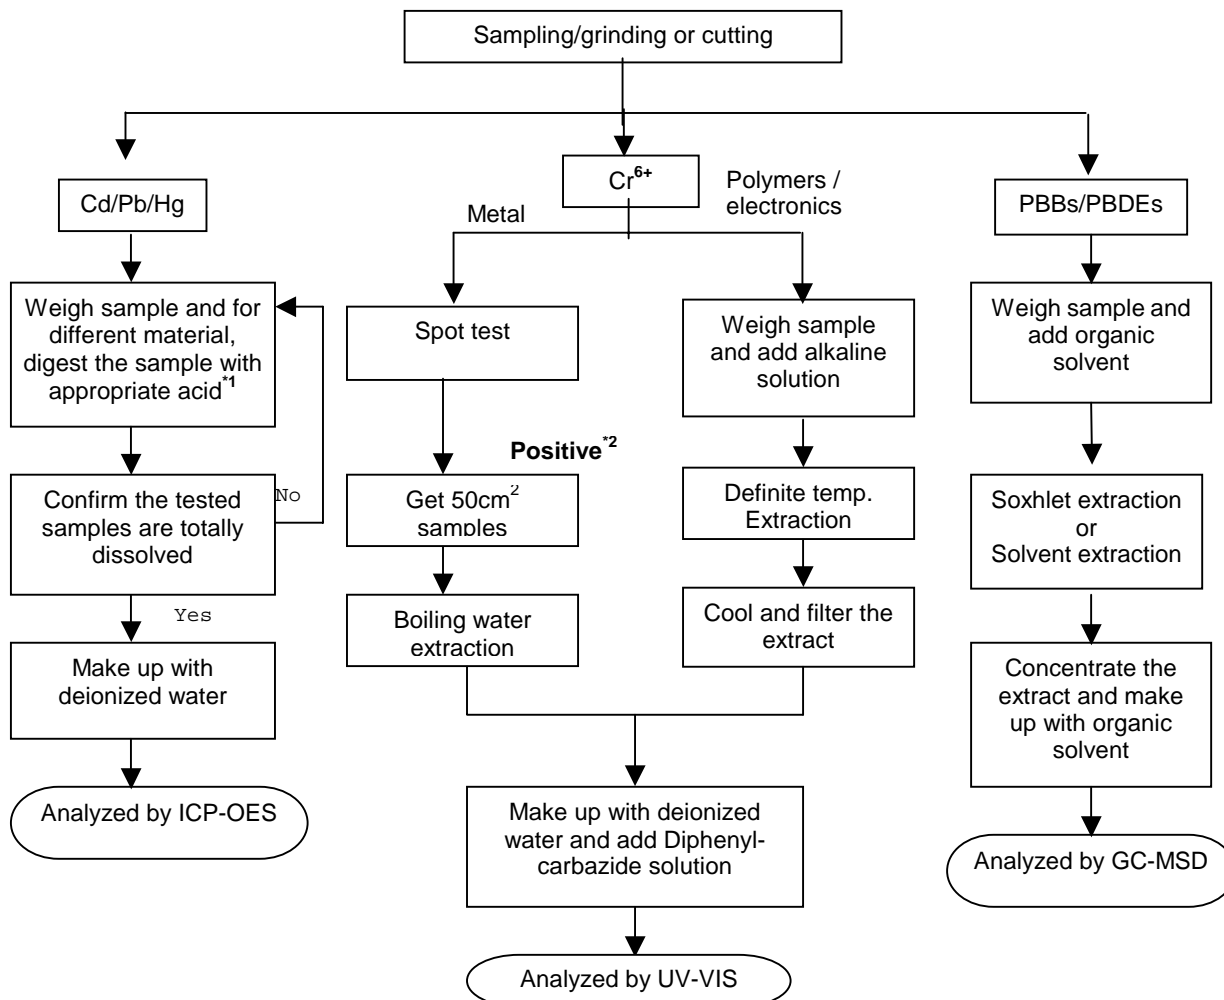 Sampling/grinding or cutting
Cd/Pb/Hg
Cr6+
Polymers /
electronics
Metal
PBBs/PBDEs
Weigh sample and for
different material,
digest the sample with
appropriate acid*1
Spot test
Weigh sample
and add alkaline
solution
Weigh sample and
add organic
solvent
Positive*2
Confirm the tested
samples are totally
dissolved
No
Get 50cm2
samples
Definite temp.
Extraction
Soxhlet extraction
or
Solvent extraction
Yes
Boiling water
extraction
Cool and filter the
extract
Make up with
deionized water
Concentrate the
extract and make
up with organic
solvent
Analyzed by ICP-OES
Make up with deionized
water and add Diphenyl-
carbazide solution
Analyzed by GC-MSD
Analyzed by UV-VIS